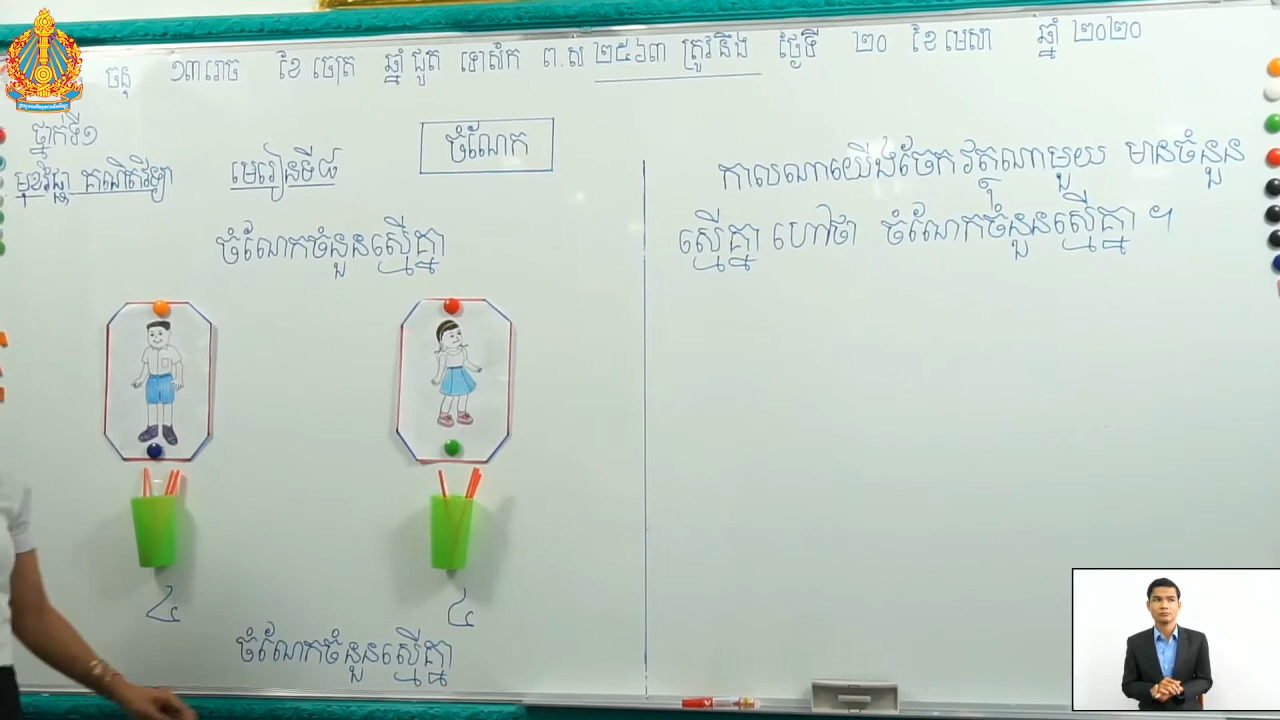 ចន្ទ ១៣រោច ខែ ចេត្រ ឆ្នាំ ជូត ទោស័ក ព.ស ២៥៦៣ ត្រូវនឹង ថ្ងៃទី ២០ ខែ មេសា ឆ្នាំ ២០២០
ថ្នាក់ទី១
មុខវិជ្ជា គណិតវិទ្យា មេរៀនទី៨
ចំណែក
ចំណែកចំនួនស្មើគ្នា
៤ ៤
ចំណែកចំនួនស្មើគ្នា
កាលណាយើងចែកវត្ថុណាមួយ មានចំនួន
ស្មើគ្នា ហៅថា ចំណែកចំនួនស្មើគ្នា ។